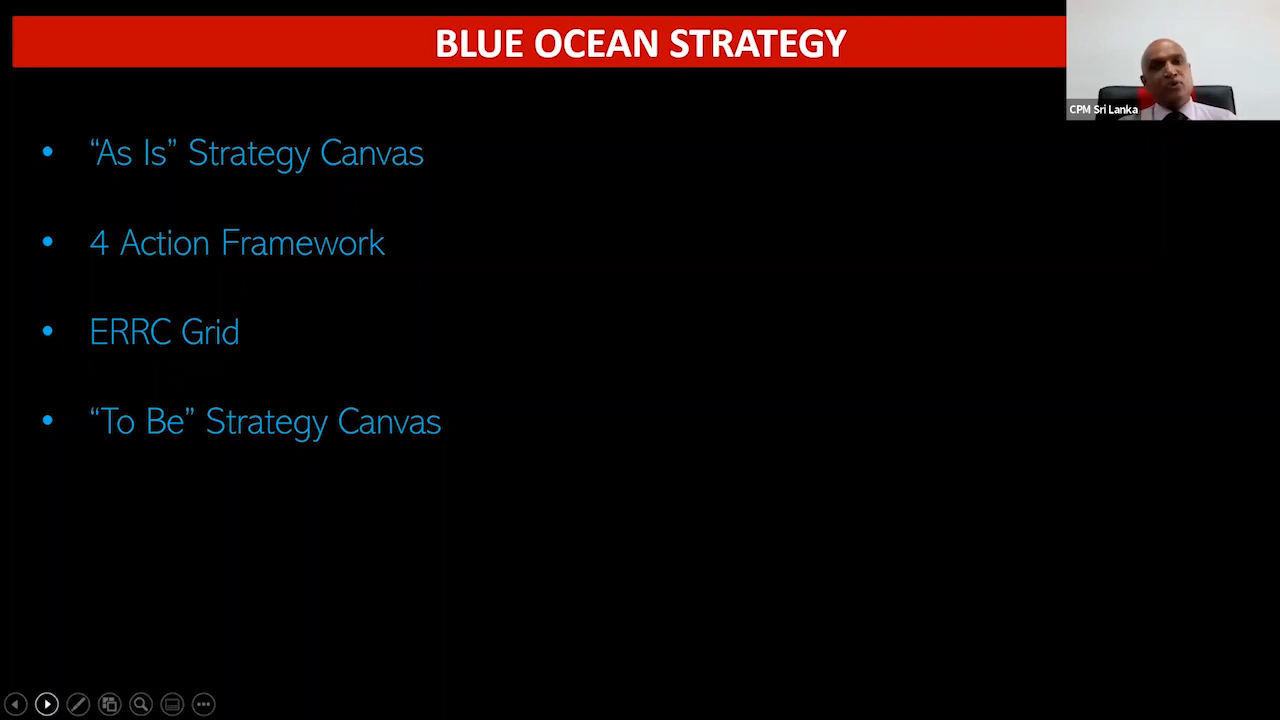 BLUE OCEAN STRATEGY
CPM Sri Lanka
• “As Is” Strategy Canvas
• 4 Action Framework
• ERRC Grid
• “To Be” Strategy Canvas